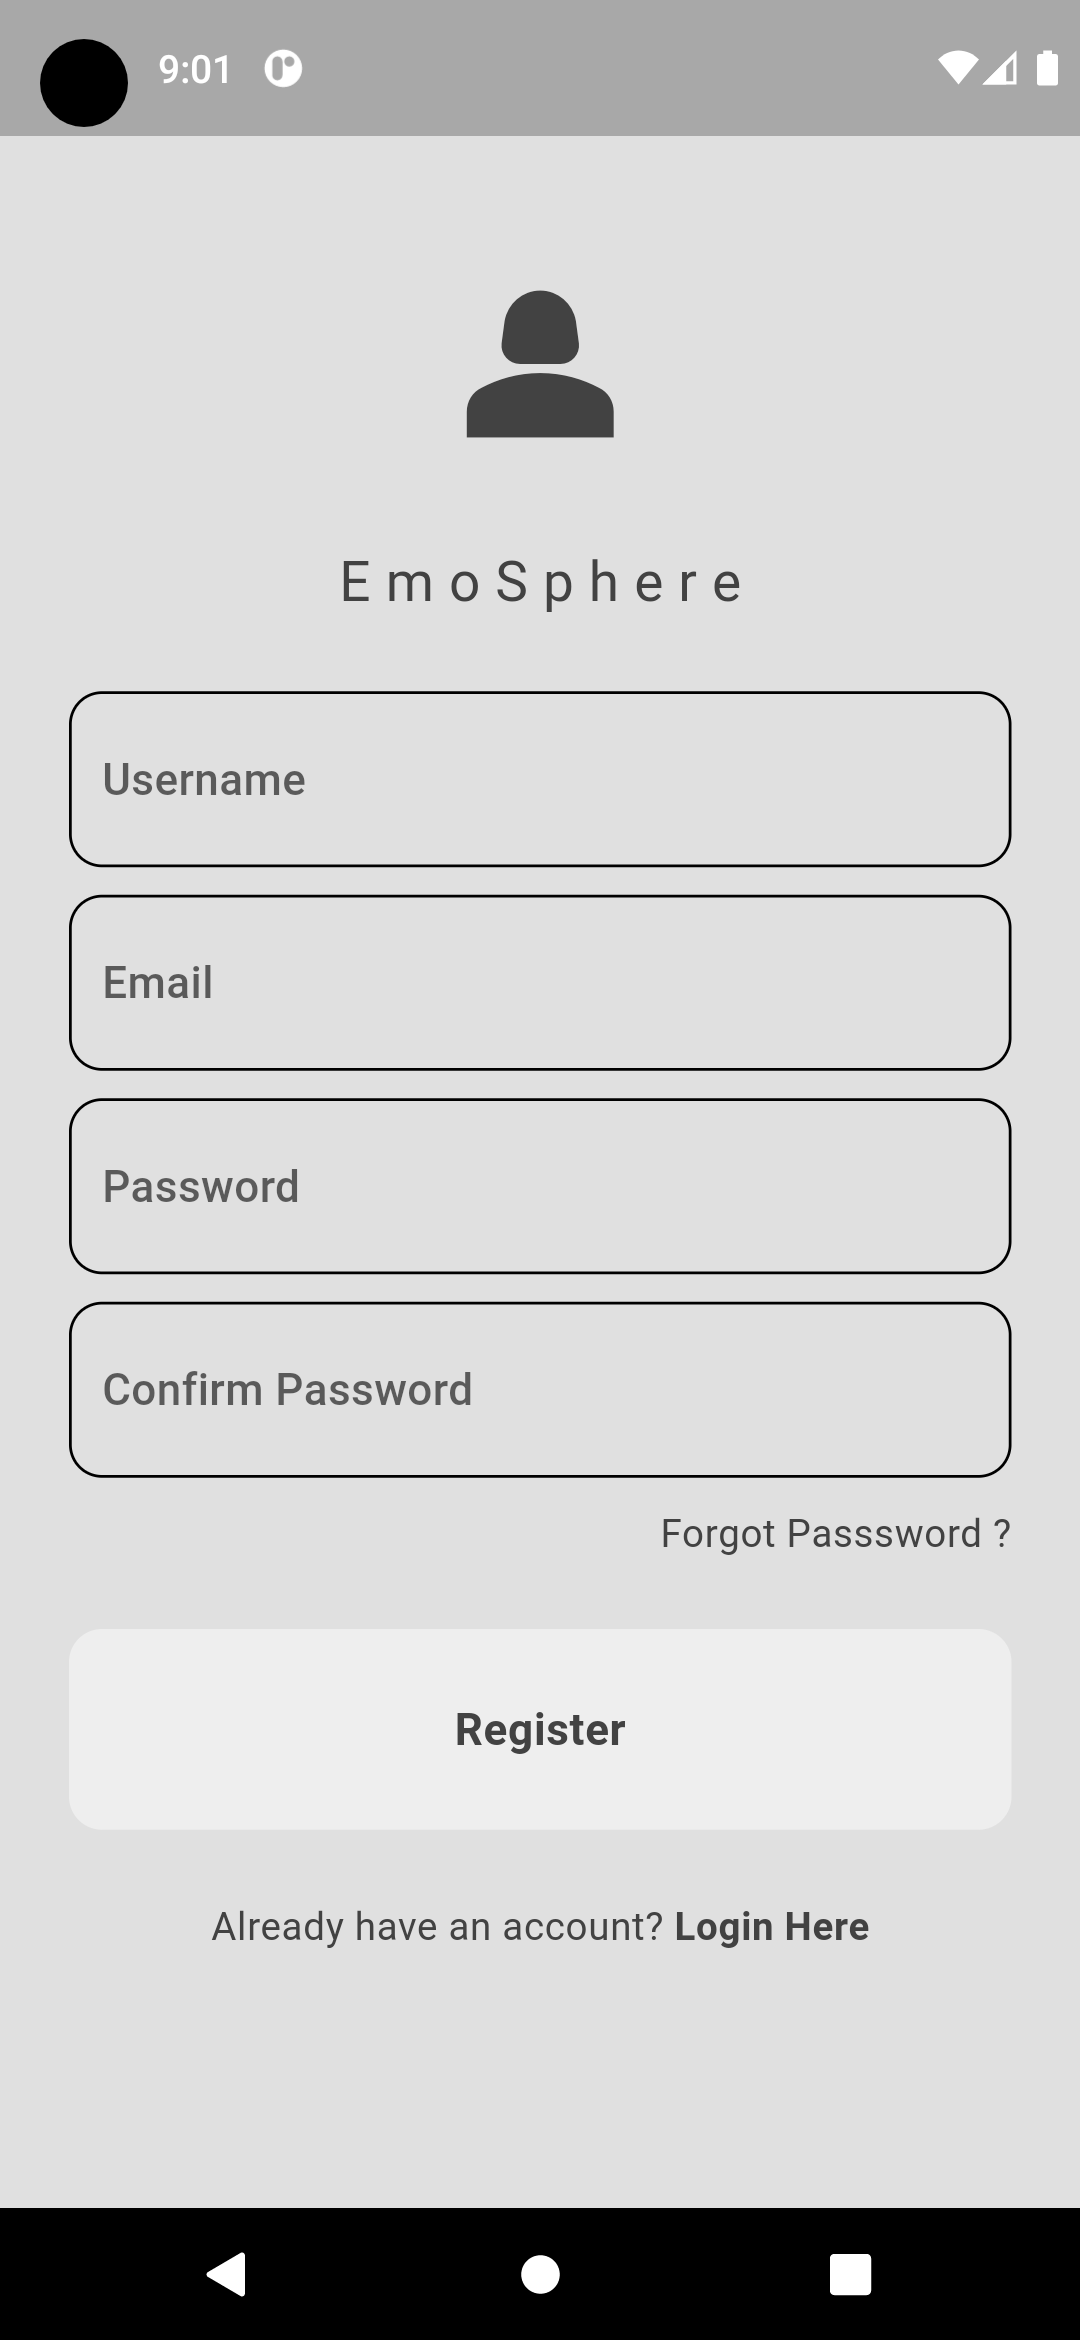 9:01
EmoSphere
Username
Email
Password
Confirm Password
Forgot Passsword ?
Register
Already have an account? Login Here